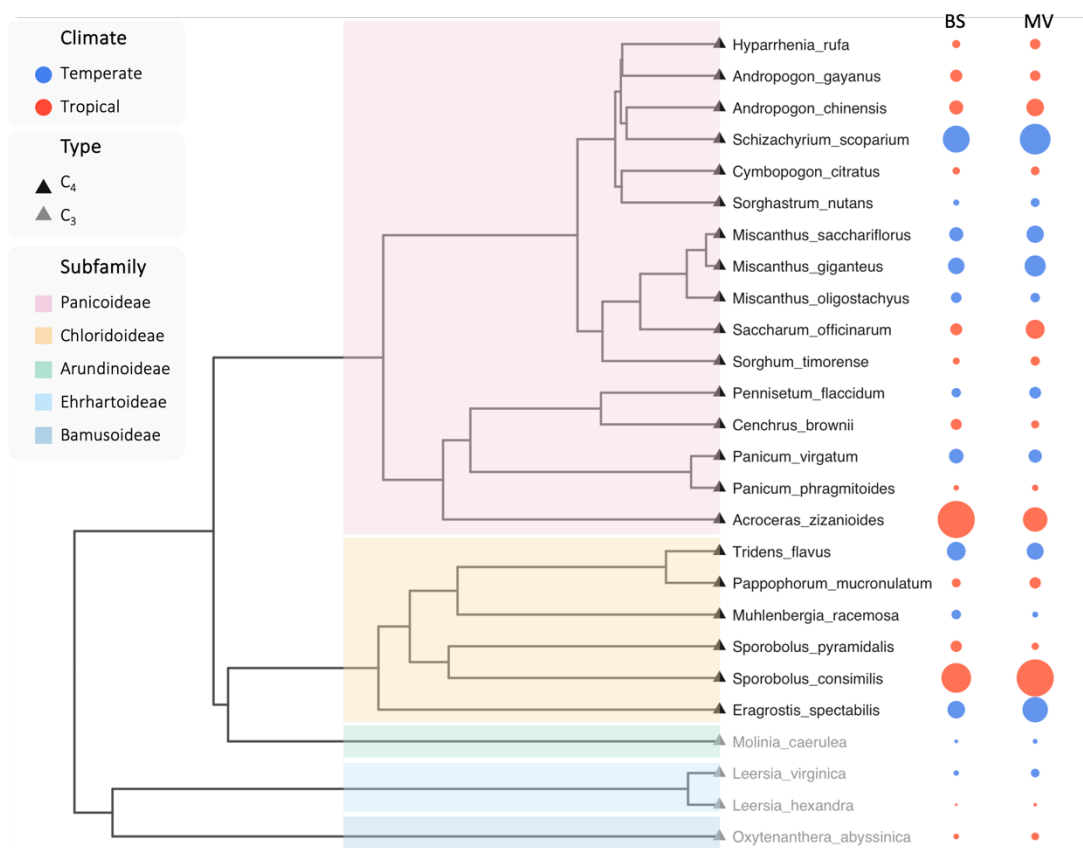 BS MV
Climate
Temperate
Tropical
Type
C4
C3
Subfamily
Panicoideae
Chloridoideae
Arundinoideae
Ehrhartoideae
Bamusoideae
Hyparrhenia_rufa
Andropogon_gayanus
Andropogon_chinensis
Schizachyrium_scoparium
Cymbopogon_citratus
Sorghastrum_nutans
Miscanthus_sacchariflorus
Miscanthus_giganteus
Miscanthus_oligostachyus
Saccharum_officinarum
Sorghum_timorense
Pennisetum_flaccidum
Cenchrus_brownii
Panicum_virgatum
Panicum_phragmitoides
Acroceras_zizanioides
Tridens_flavus
Pappophorum_mucronulatum
Muhlenbergia_racemosa
Sporobolus_pyramidalis
Sporobolus_consimilis
Eragrostis_spectabilis
Molinia_caerulea
Leersia_virginica
Leersia_hexandra
Oxytenanthera_abyssinica